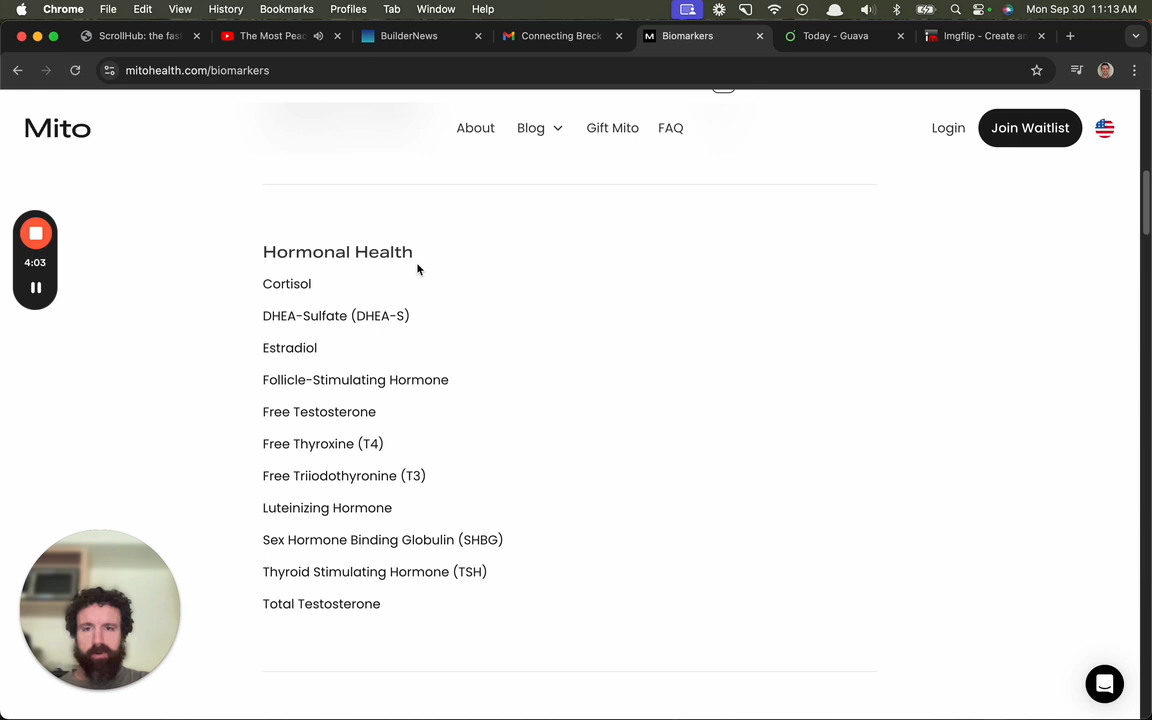 Chrome File Edit View History Bookmarks Profiles Tab Window Help Mon Sep 30 11:13 AM
ScrollHub: the fas The Most Peac BuilderNews Connecting Breck Biomarkers Today - Guava Imgflip - Create an
mitohealth.com/biomarkers
Mito About Blog Gift Mito FAQ Login Join Waitlist
4:03
Hormonal Health
Cortisol
DHEA-Sulfate (DHEA-S)
Estradiol
Follicle-Stimulating Hormone
Free Testosterone
Free Thyroxine (T4)
Free Triiodothyronine (T3)
Luteinizing Hormone
Sex Hormone Binding Globulin (SHBG)
Thyroid Stimulating Hormone (TSH)
Total Testosterone